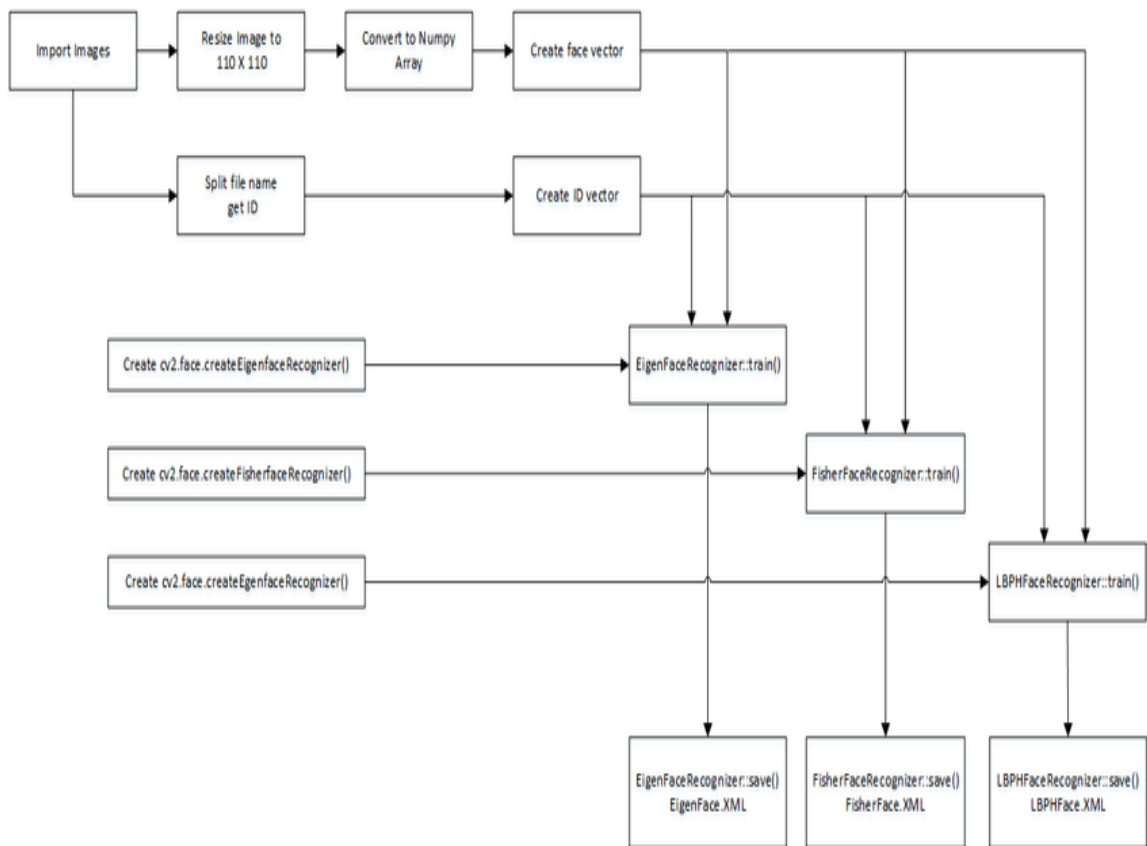 Import Images
Resize Image to
110 X 110
Convert to Numpy
Array
Create face vector
Split file name
get ID
Create ID vector
Create cv2.face.createEigenfaceRecognizer()
EigenFaceRecognizer::train()
Create cv2.face.createFisherfaceRecognizer()
FisherFaceRecognizer::train()
Create cv2.face.createEgenfaceRecognizer()
LBPHFaceRecognizer::train()
EigenFaceRecognizer::save()
EigenFace.XML
FisherFaceRecognizer::save()
FisherFace.XML
LBPHFaceRecognizer::save()
LBPHFace.XML